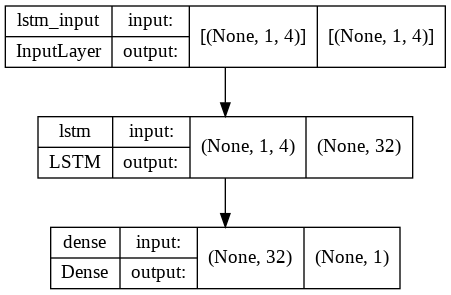 lstm_input input: [(None, 1, 4)] [(None, 1, 4)]
InputLayer output:
lstm input: (None, 1, 4) (None, 32)
LSTM output:
dense input: (None, 32) (None, 1)
Dense output: